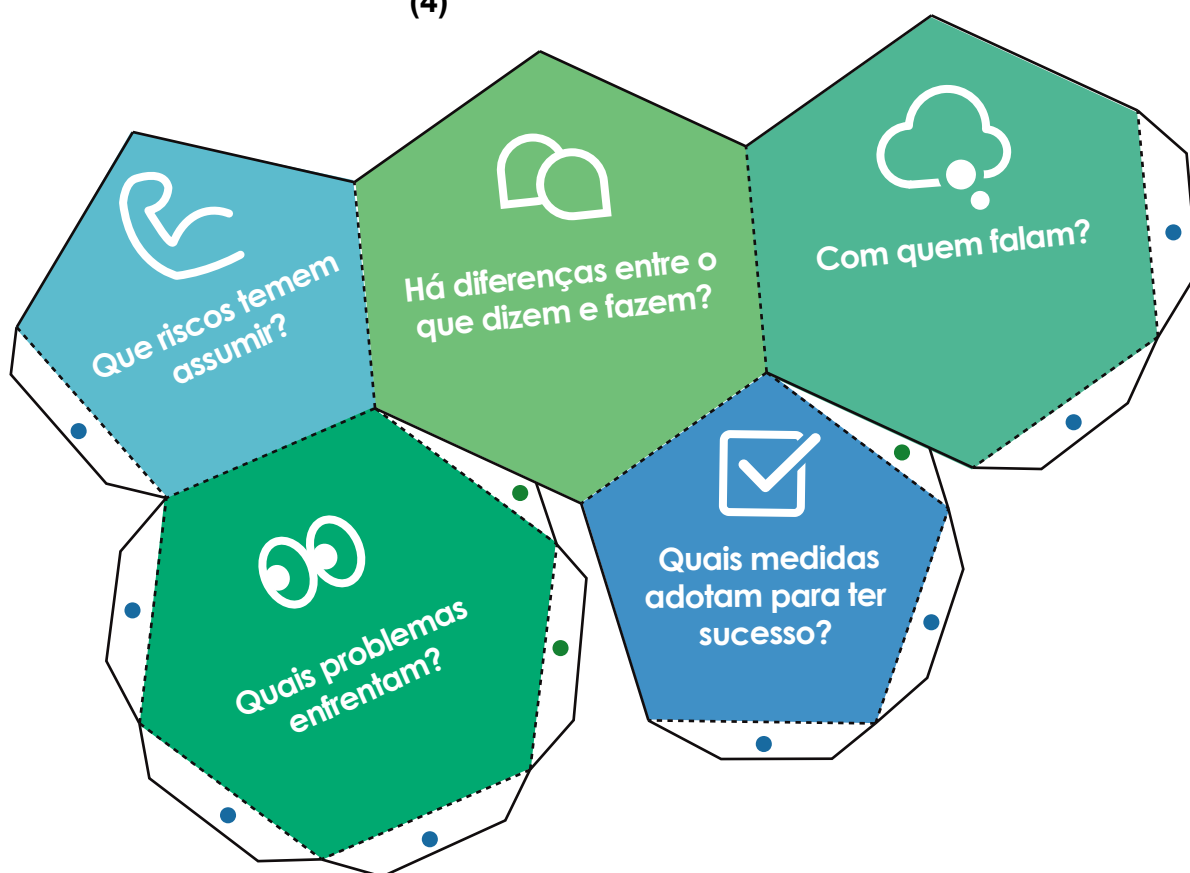 (4)
Que riscos temem
assumir?
Há diferenças entre o
que dizem e fazem?
Com quem falam?
Quais problemas
enfrentam?
Quais medidas
adotam para ter
sucesso?